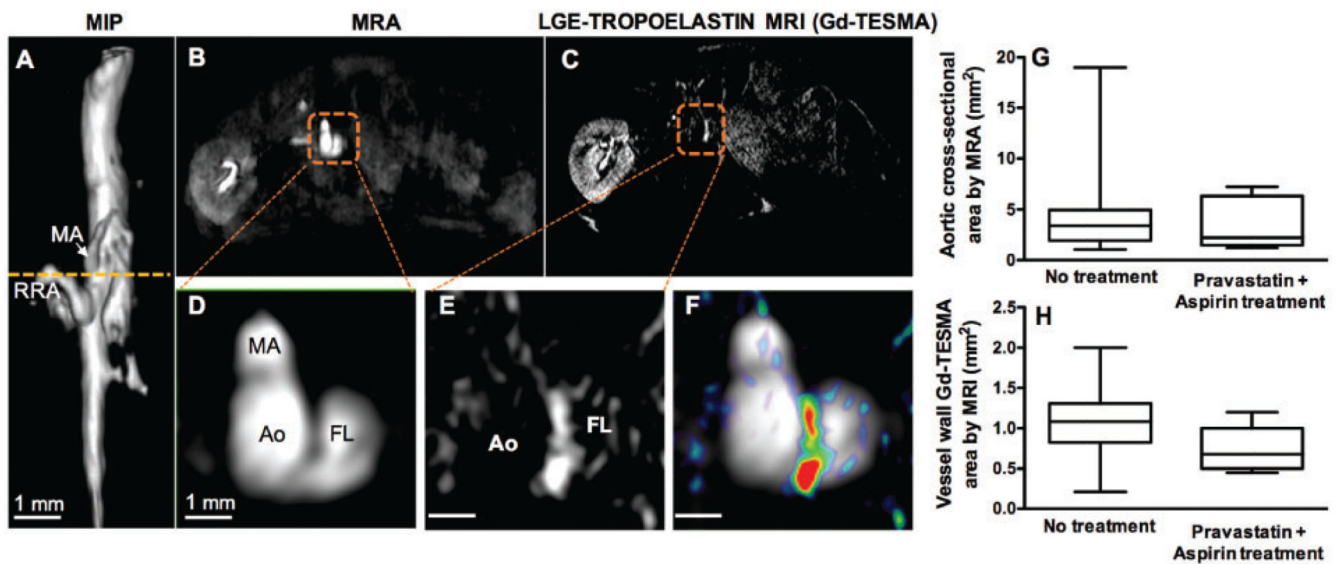 MIP
MRA
LGE-TROPOELASTIN MRI (Gd-TESMA)
A
MA
RRA
1 mm
B
C
D
MA
Ao
FL
1 mm
E
Ao
FL
F
G
Aortic cross-sectional
area by MRA (mm²)
20
15
10
5
0
No treatment
Pravastatin +
Aspirin treatment
H
Vessel wall Gd-TESMA
area by MRI (mm²)
2.5
2.0
1.5
1.0
0.5
0.0
No treatment
Pravastatin +
Aspirin treatment